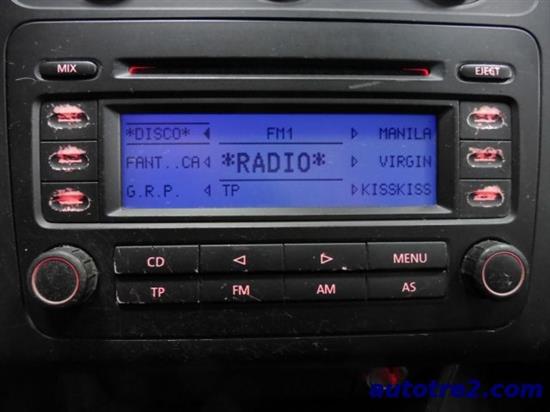 MIX
EJECT
*DISCO* FM1 MANILA
FANT..CA *RADIO* VIRGIN
G.R.P. TP KISSKISS
CD MENU
TP FM AM AS
autotre2.com